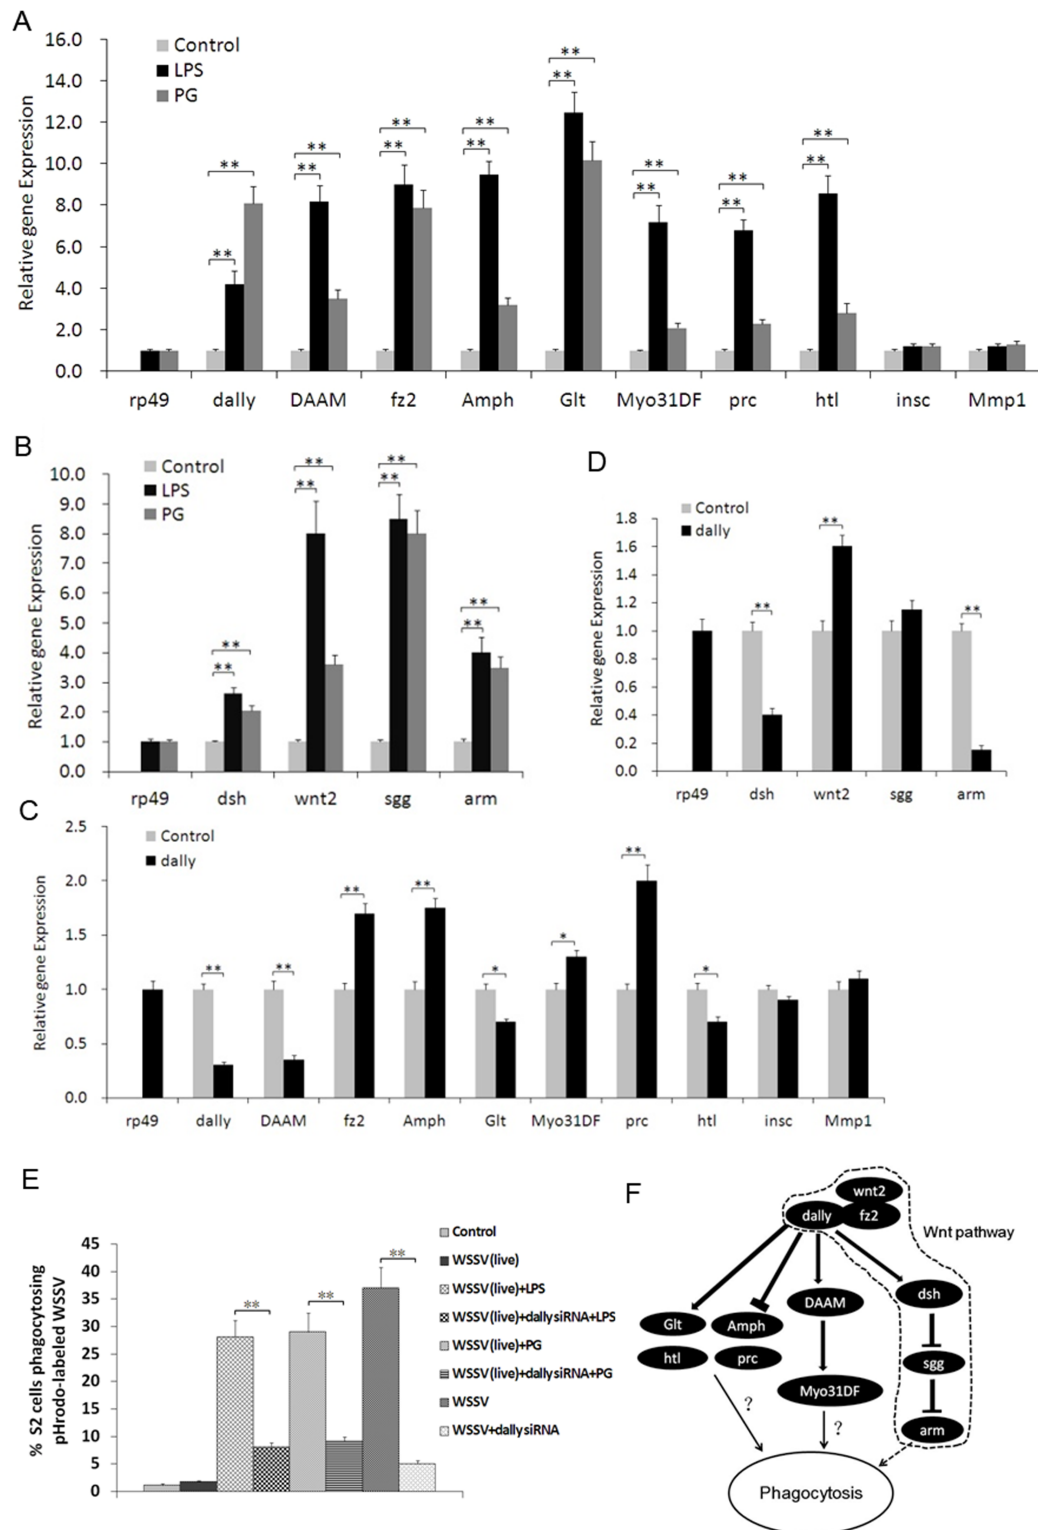 A
16.0
14.0
12.0
10.0
8.0
6.0
4.0
2.0
0.0
Relative gene Expression
Control
LPS
PG
** ** ** ** ** ** ** ** ** ** ** ** ** ** ** **
rp49 dally DAAM fz2 Amph Glt Myo31DF prc htl insc Mmp1
B
10.0
9.0
8.0
7.0
6.0
5.0
4.0
3.0
2.0
1.0
0.0
Relative gene Expression
Control
LPS
PG
** ** ** ** ** ** ** **
rp49 dsh wnt2 sgg arm
D
1.8
1.6
1.4
1.2
1.0
0.8
0.6
0.4
0.2
0.0
Relative gene Expression
Control
dally
** ** **
rp49 dsh wnt2 sgg arm
C
2.5
2.0
1.5
1.0
0.5
0.0
Relative gene Expression
Control
dally
** ** ** ** * * ** *
rp49 dally DAAM fz2 Amph Glt Myo31DF prc htl insc Mmp1
E
% S2 cells phagocytosing
pHrodo-labeled WSSV
45
40
35
30
25
20
15
10
5
0
** ** **
Control
WSSV(live)
WSSV(live)+LPS
WSSV(live)+dallysiRNA+LPS
WSSV(live)+PG
WSSV(live)+dallysiRNA+PG
WSSV
WSSV+dallysiRNA
F
wnt2
dally fz2
Wnt pathway
Glt Amph DAAM dsh
htl prc sgg
Myo31DF
? ?
arm
Phagocytosis